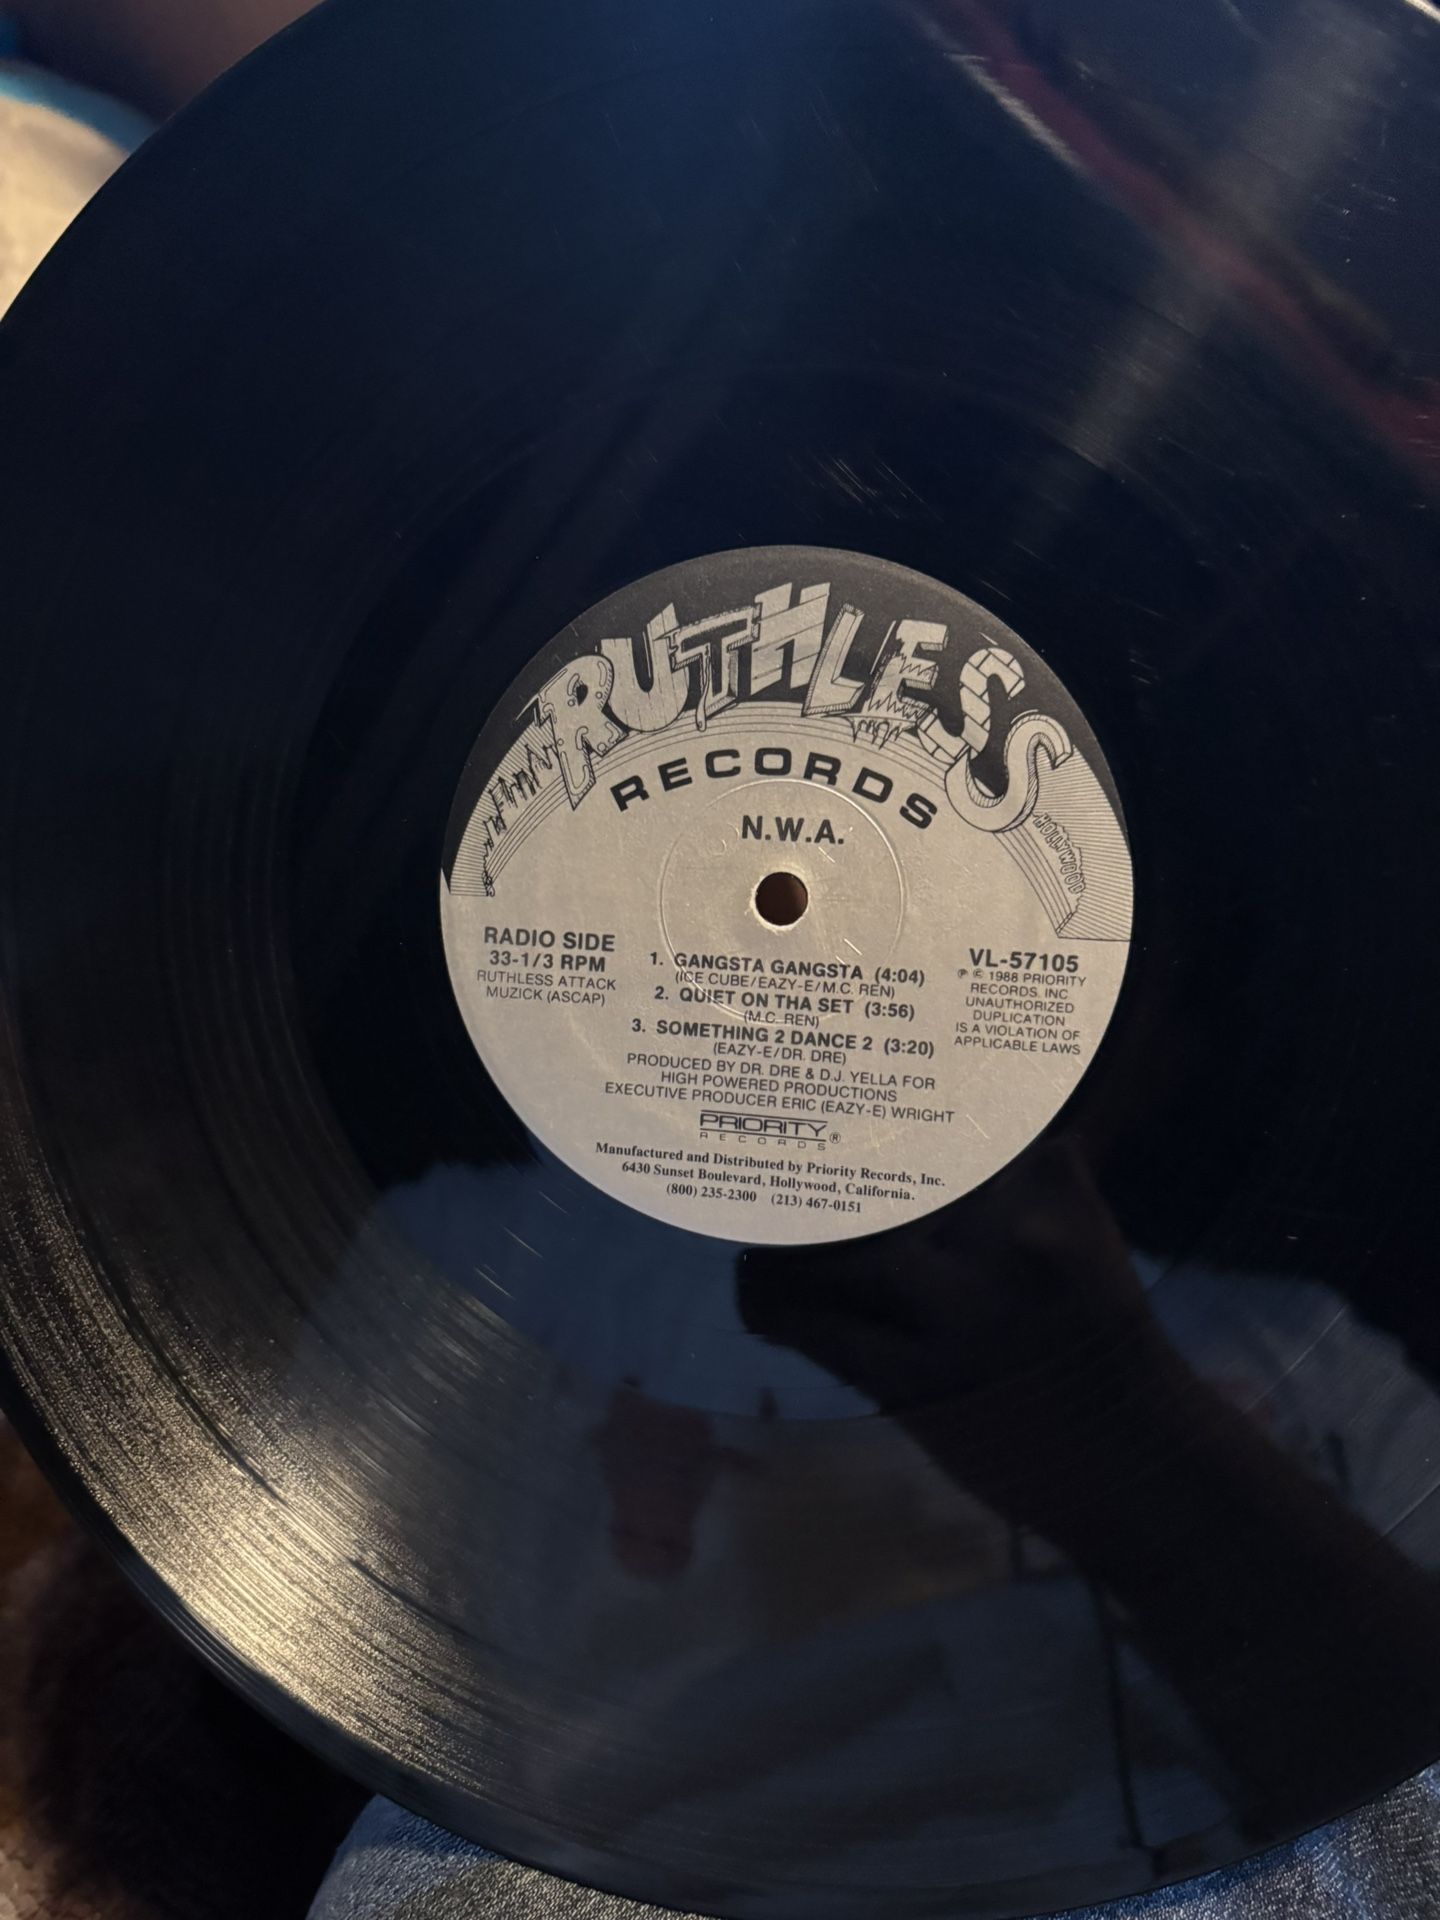 RUTHLESS
RECORDS
HOLLYWOOD
N.W.A.
RADIO SIDE
33-1/3 RPM
RUTHLESS ATTACK
MUZICK (ASCAP)
1. GANGSTA GANGSTA (4:04)
(ICE CUBE/EAZY-E/M.C. REN)
2. QUIET ON THA SET (3:56)
(M.C. REN)
3. SOMETHING 2 DANCE 2 (3:20)
(EAZY-E/DR. DRE)
PRODUCED BY DR. DRE & D.J. YELLA FOR
HIGH POWERED PRODUCTIONS
EXECUTIVE PRODUCER ERIC (EAZY-E) WRIGHT
VL-57105
℗ © 1988 PRIORITY
RECORDS, INC
UNAUTHORIZED
DUPLICATION
IS A VIOLATION OF
APPLICABLE LAWS
PRIORITY
RECORDS ®
Manufactured and Distributed by Priority Records, Inc.
6430 Sunset Boulevard, Hollywood, California.
(800) 235-2300 (213) 467-0151